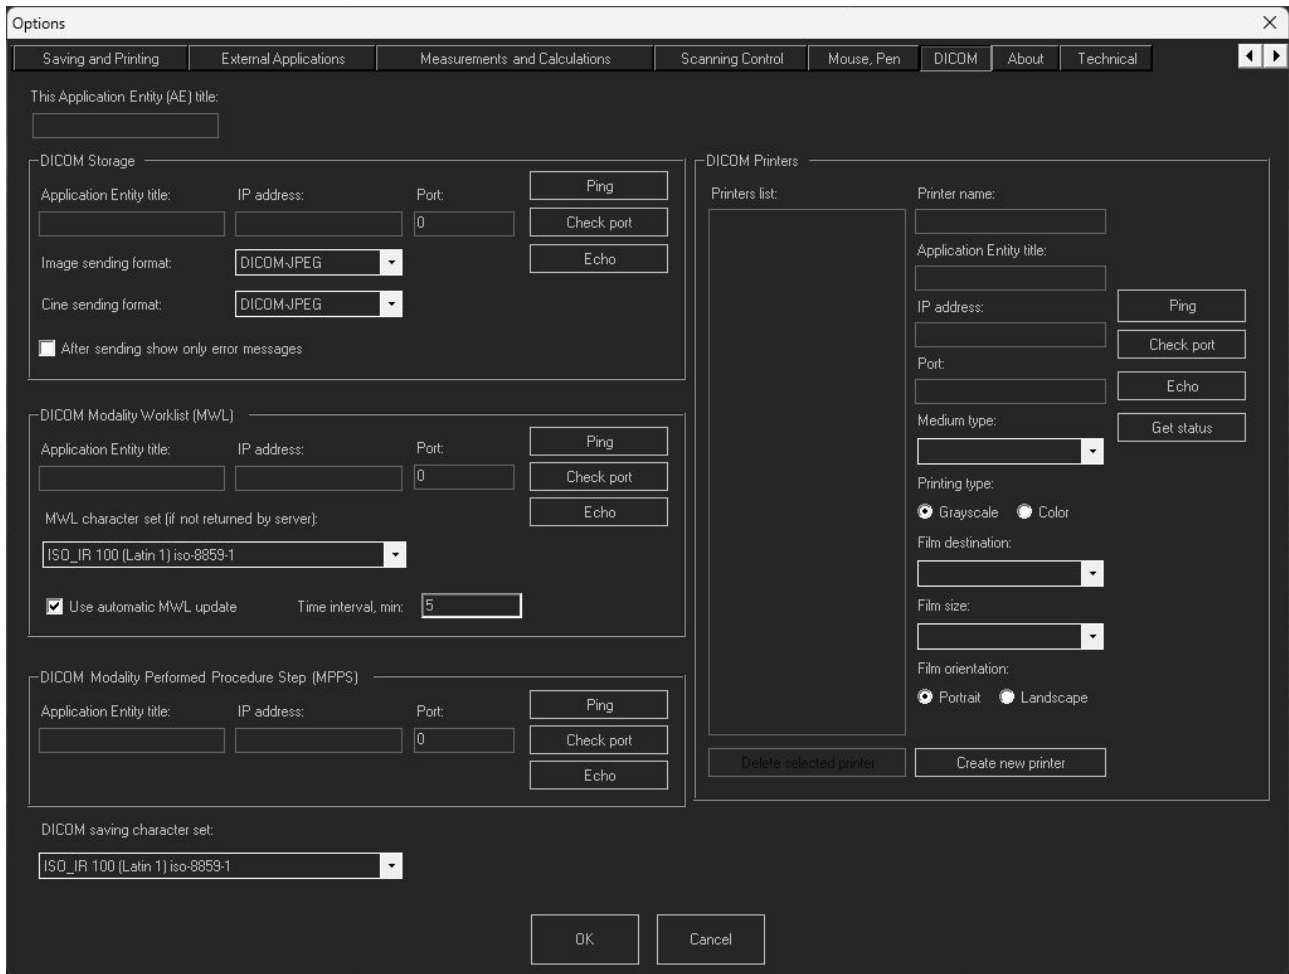 Options
Saving and Printing External Applications Measurements and Calculations Scanning Control Mouse, Pen DICOM About Technical
This Application Entity (AE) title:
DICOM Storage
Application Entity title: IP address: Port: Ping
0 Check port
Image sending format: DICOM-JPEG Echo
Cine sending format: DICOM-JPEG
After sending show only error messages
DICOM Modality Worklist (MWL)
Application Entity title: IP address: Port: Ping
0 Check port
MWL character set (if not returned by server): Echo
ISO_IR 100 (Latin 1) iso-8859-1
Use automatic MWL update Time interval, min: 5
DICOM Modality Performed Procedure Step (MPPS)
Application Entity title: IP address: Port: Ping
0 Check port
Echo
DICOM saving character set:
ISO_IR 100 (Latin 1) iso-8859-1
DICOM Printers
Printers list: Printer name:
Application Entity title:
IP address: Ping
Check port
Port:
Echo
Medium type: Get status
Printing type:
Grayscale Color
Film destination:
Film size:
Film orientation:
Portrait Landscape
Delete selected printer Create new printer
OK Cancel